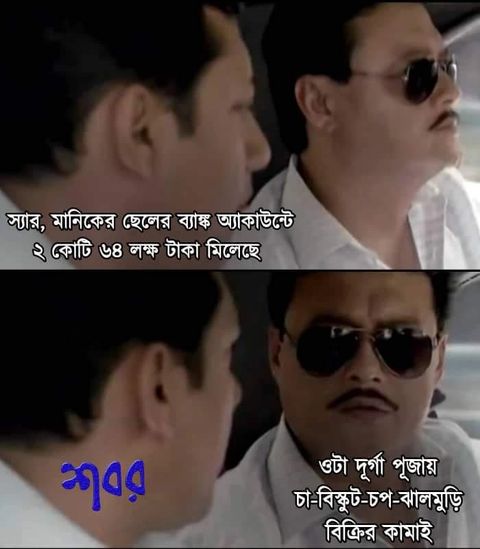 স্যার, মানিকের ছেলের ব্যাঙ্ক অ্যাকাউন্টে
২ কোটি ৬৪ লক্ষ টাকা মিলেছে
শবর
ওটা দূর্গা পূজায়
চা-বিস্কুট-চপ-ঝালমুড়ি
বিক্রির কামাই